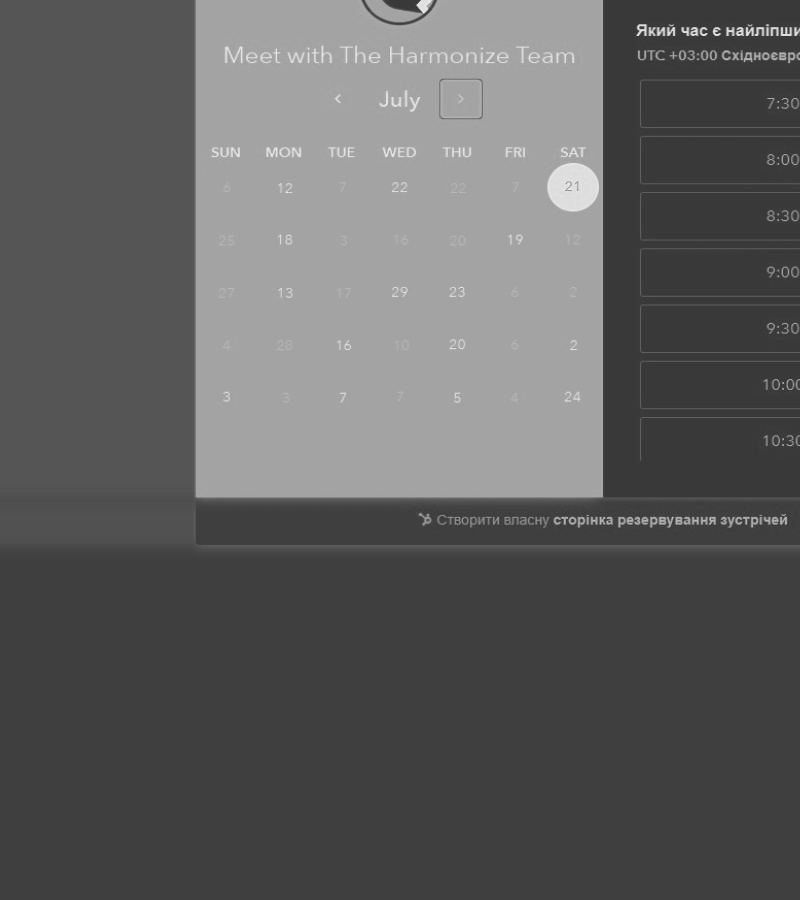 Meet with The Harmonize Team
July
SUN MON TUE WED THU FRI SAT
6 12 7 22 22 7 21
25 18 3 16 20 19 12
27 13 17 29 23 6 2
4 28 16 10 20 6 2
3 3 7 7 5 4 24
Який час є
UTC +03:00
7:30
8:00
8:30
9:00
9:30
10:00
10:30
Створити власну сторінка резервування зустрічей